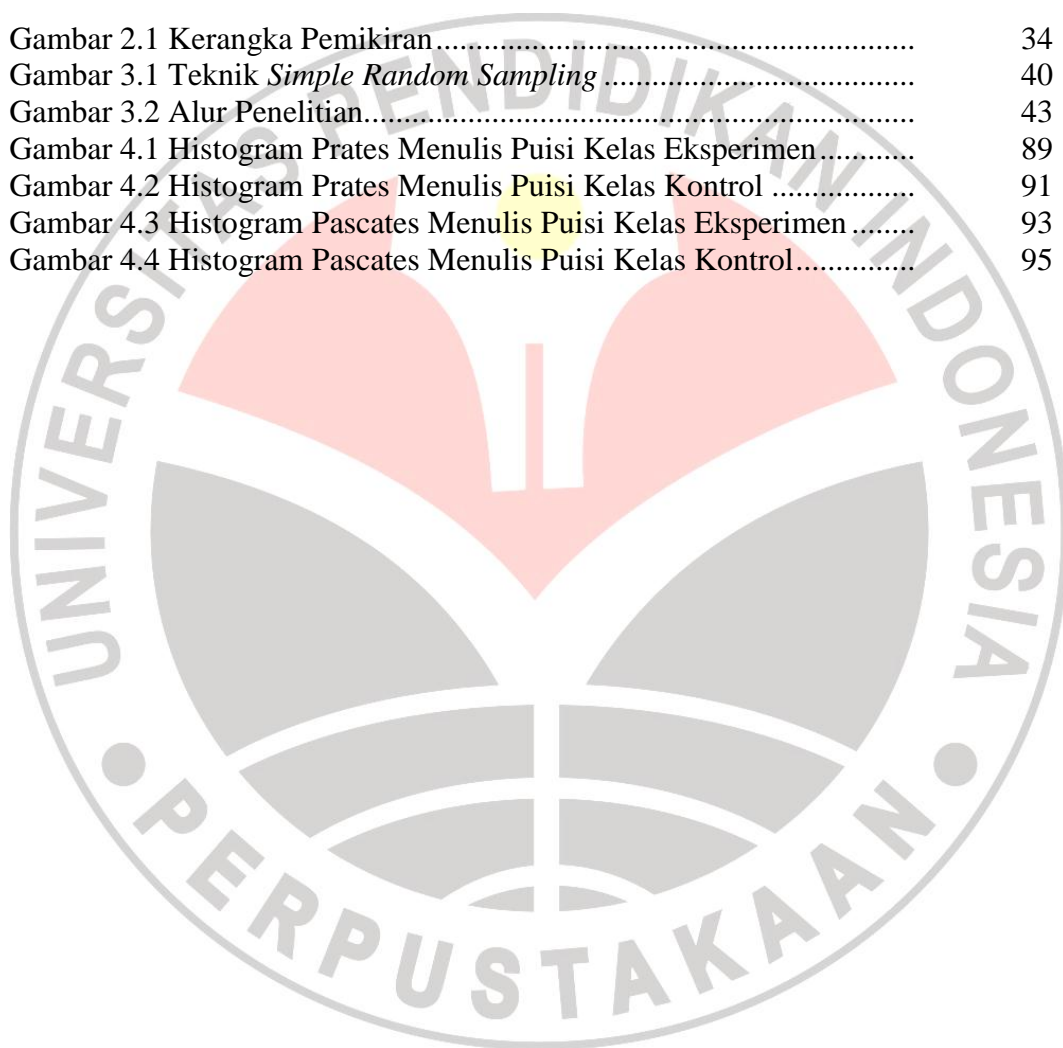 Gambar 2.1 Kerangka Pemikiran............................................................ 34
Gambar 3.1 Teknik Simple Random Sampling ....................................... 40
Gambar 3.2 Alur Penelitian..................................................................... 43
Gambar 4.1 Histogram Prates Menulis Puisi Kelas Eksperimen............ 89
Gambar 4.2 Histogram Prates Menulis Puisi Kelas Kontrol .................. 91
Gambar 4.3 Histogram Pascates Menulis Puisi Kelas Eksperimen ........ 93
Gambar 4.4 Histogram Pascates Menulis Puisi Kelas Kontrol............... 95
UNIVERSITAS PENDIDIKAN INDONESIA
PERPUSTAKAAN